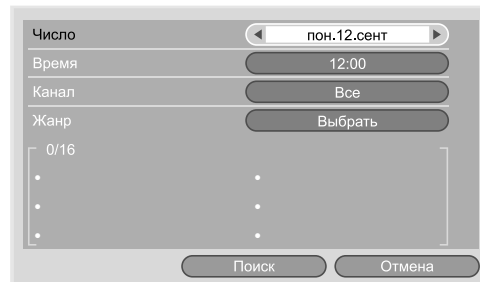 Число пон.12.сент
Время 12:00
Канал Все
Жанр Выбрать
0/16
Поиск Отмена